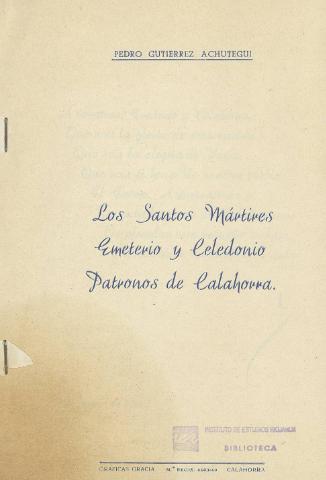 PEDRO GUTIERREZ ACHUTEGUI
Los Santos Mártires
Emeterio y Celedonio
Patronos de Calahorra.
INSTITUTO DE ESTUDIOS RIOJANOS
BIBLIOTECA
GRAFICAS GRACIA M.ª CALAHORRA